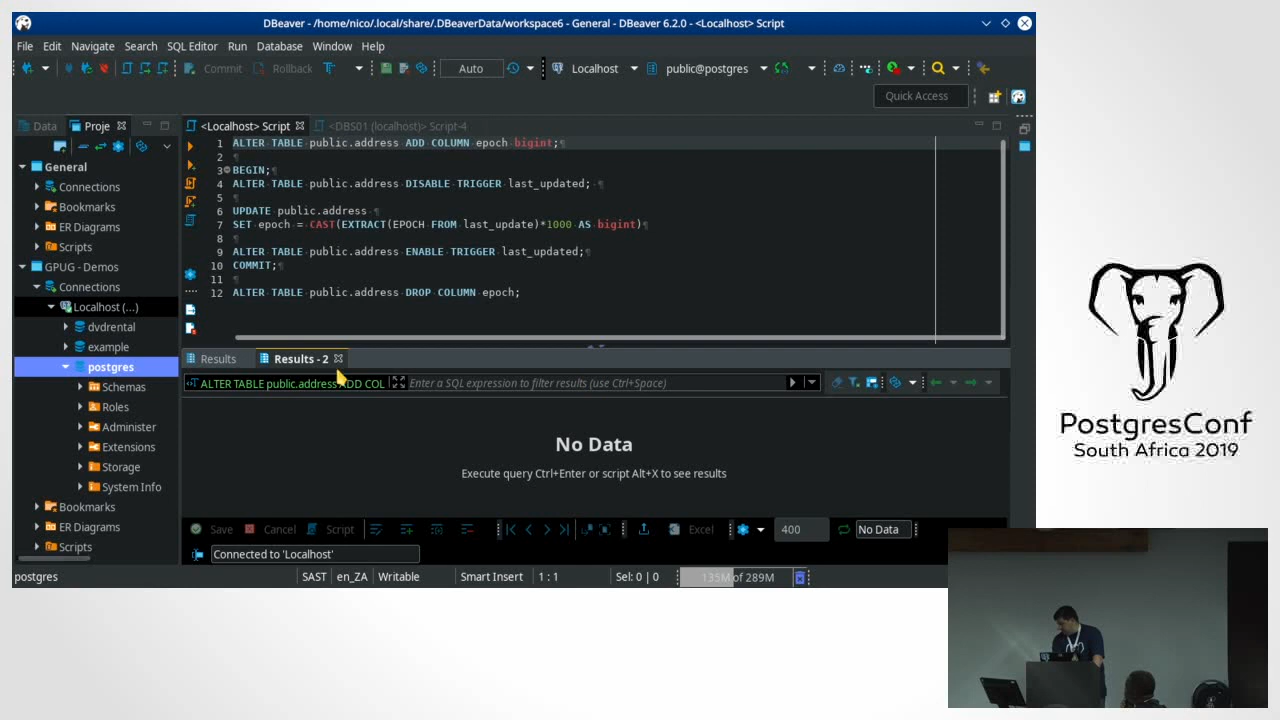 DBeaver - /home/nico/.local/share/.DBeaverData/workspace6 - General - DBeaver 6.2.0 - <Localhost> Script
File Edit Navigate Search SQL Editor Run Database Window Help
Commit Rollback Auto Localhost public@postgres
Quick Access
Data Proje <Localhost> Script <DBS01 (localhost)> Script-4
General
Connections
Bookmarks
ER Diagrams
Scripts
GPUG - Demos
Connections
Localhost (...)
dvdrental
example
postgres
Schemas
Roles
Administer
Extensions
Storage
System Info
Bookmarks
ER Diagrams
Scripts
1 ALTER TABLE public.address ADD COLUMN epoch bigint;
2
3 BEGIN;
4 ALTER TABLE public.address DISABLE TRIGGER last_updated;
5
6 UPDATE public.address
7 SET epoch = CAST(EXTRACT(EPOCH FROM last_update)*1000 AS bigint)
8
9 ALTER TABLE public.address ENABLE TRIGGER last_updated;
10 COMMIT;
11
12 ALTER TABLE public.address DROP COLUMN epoch;
Results Results - 2
ALTER TABLE public.address ADD COL Enter a SQL expression to filter results (use Ctrl+Space)
No Data
Execute query Ctrl+Enter or script Alt+X to see results
Save Cancel Script Excel 400 No Data
Connected to 'Localhost'
postgres SAST en_ZA Writable Smart Insert 1 : 1 Sel: 0 | 0 135M of 289M
PostgresConf
South Africa 2019